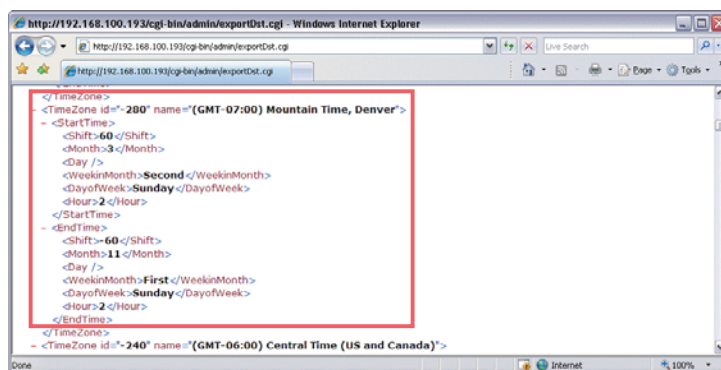 http://192.168.100.193/cgi-bin/admin/exportDst.cgi - Windows Internet Explorer
http://192.168.100.193/cgi-bin/admin/exportDst.cgi
Live Search
http://192.168.100.193/cgi-bin/admin/exportDst.cgi
Page
Tools
</TimeZone>
- <TimeZone id="-280" name="(GMT-07:00) Mountain Time, Denver">
- <StartTime>
<Shift>60</Shift>
<Month>3</Month>
<Day />
<WeekinMonth>Second</WeekinMonth>
<DayofWeek>Sunday</DayofWeek>
<Hour>2</Hour>
</StartTime>
- <EndTime>
<Shift>-60</Shift>
<Month>11</Month>
<Day />
<WeekinMonth>First</WeekinMonth>
<DayofWeek>Sunday</DayofWeek>
<Hour>2</Hour>
</EndTime>
</TimeZone>
- <TimeZone id="-240" name="(GMT-06:00) Central Time (US and Canada)">
Done
Internet
100%